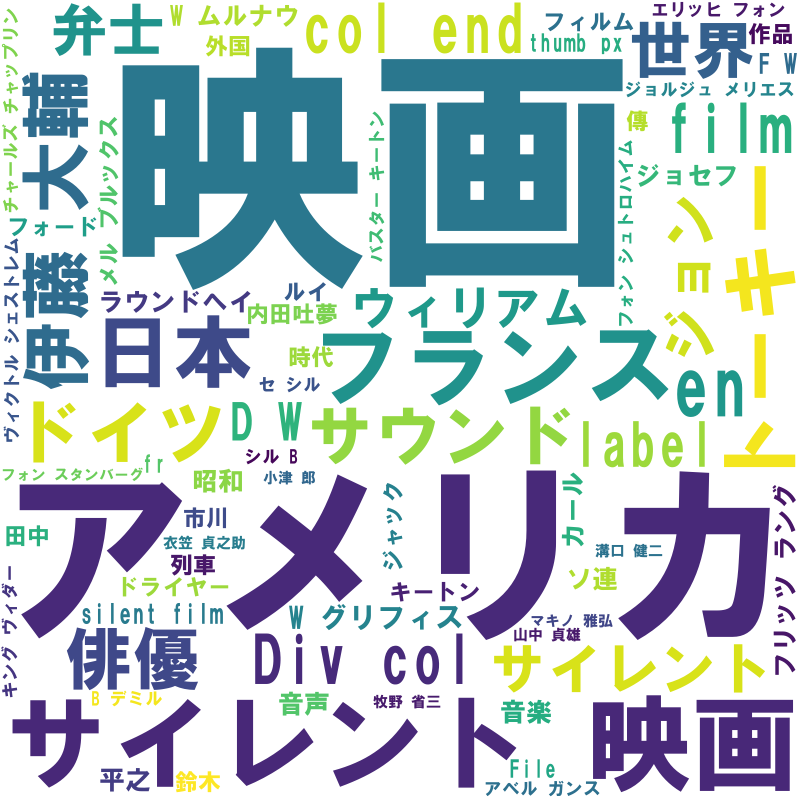 W ムルナウ
エリッヒ フォン
弁士
外国
col end
フィルム
thumb px
世界
作品
F W
ジョルジュ メリエス
チャールズ チャップリン
大輔
伊藤
メル ブルックス
映画
バスター キートン
傳
film
ジョセフ
フォン シュトロハイム
フォード
ジョン
トーキー
ヴィクトル シェストレム
ラウンドヘイ
ルイ
内田吐夢
ウィリアム
日本
時代
フランス
セ シル
en
ドイツ
D W
サウンド
label
シル B
フォン スタンバーグ
fr
昭和
小津 郎
アメリカ
田中
市川
衣笠 貞之助
列車
ジャック
カール
溝口 健二
フリッツ ラング
ドライヤー
キートン
ソ連
キング ヴィダー
silent film
W グリフィス
マキノ 雅弘
山中 貞雄
俳優
Div col
サイレント
B デミル
音声
牧野 省三
音楽
サイレント
映画
平之
鈴木
File
アベル ガンス